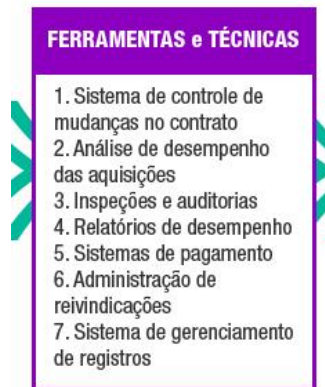 FERRAMENTAS e TÉCNICAS
1. Sistema de controle de
mudanças no contrato
2. Análise de desempenho
das aquisições
3. Inspeções e auditorias
4. Relatórios de desempenho
5. Sistemas de pagamento
6. Administração de
reivindicações
7. Sistema de gerenciamento
de registros